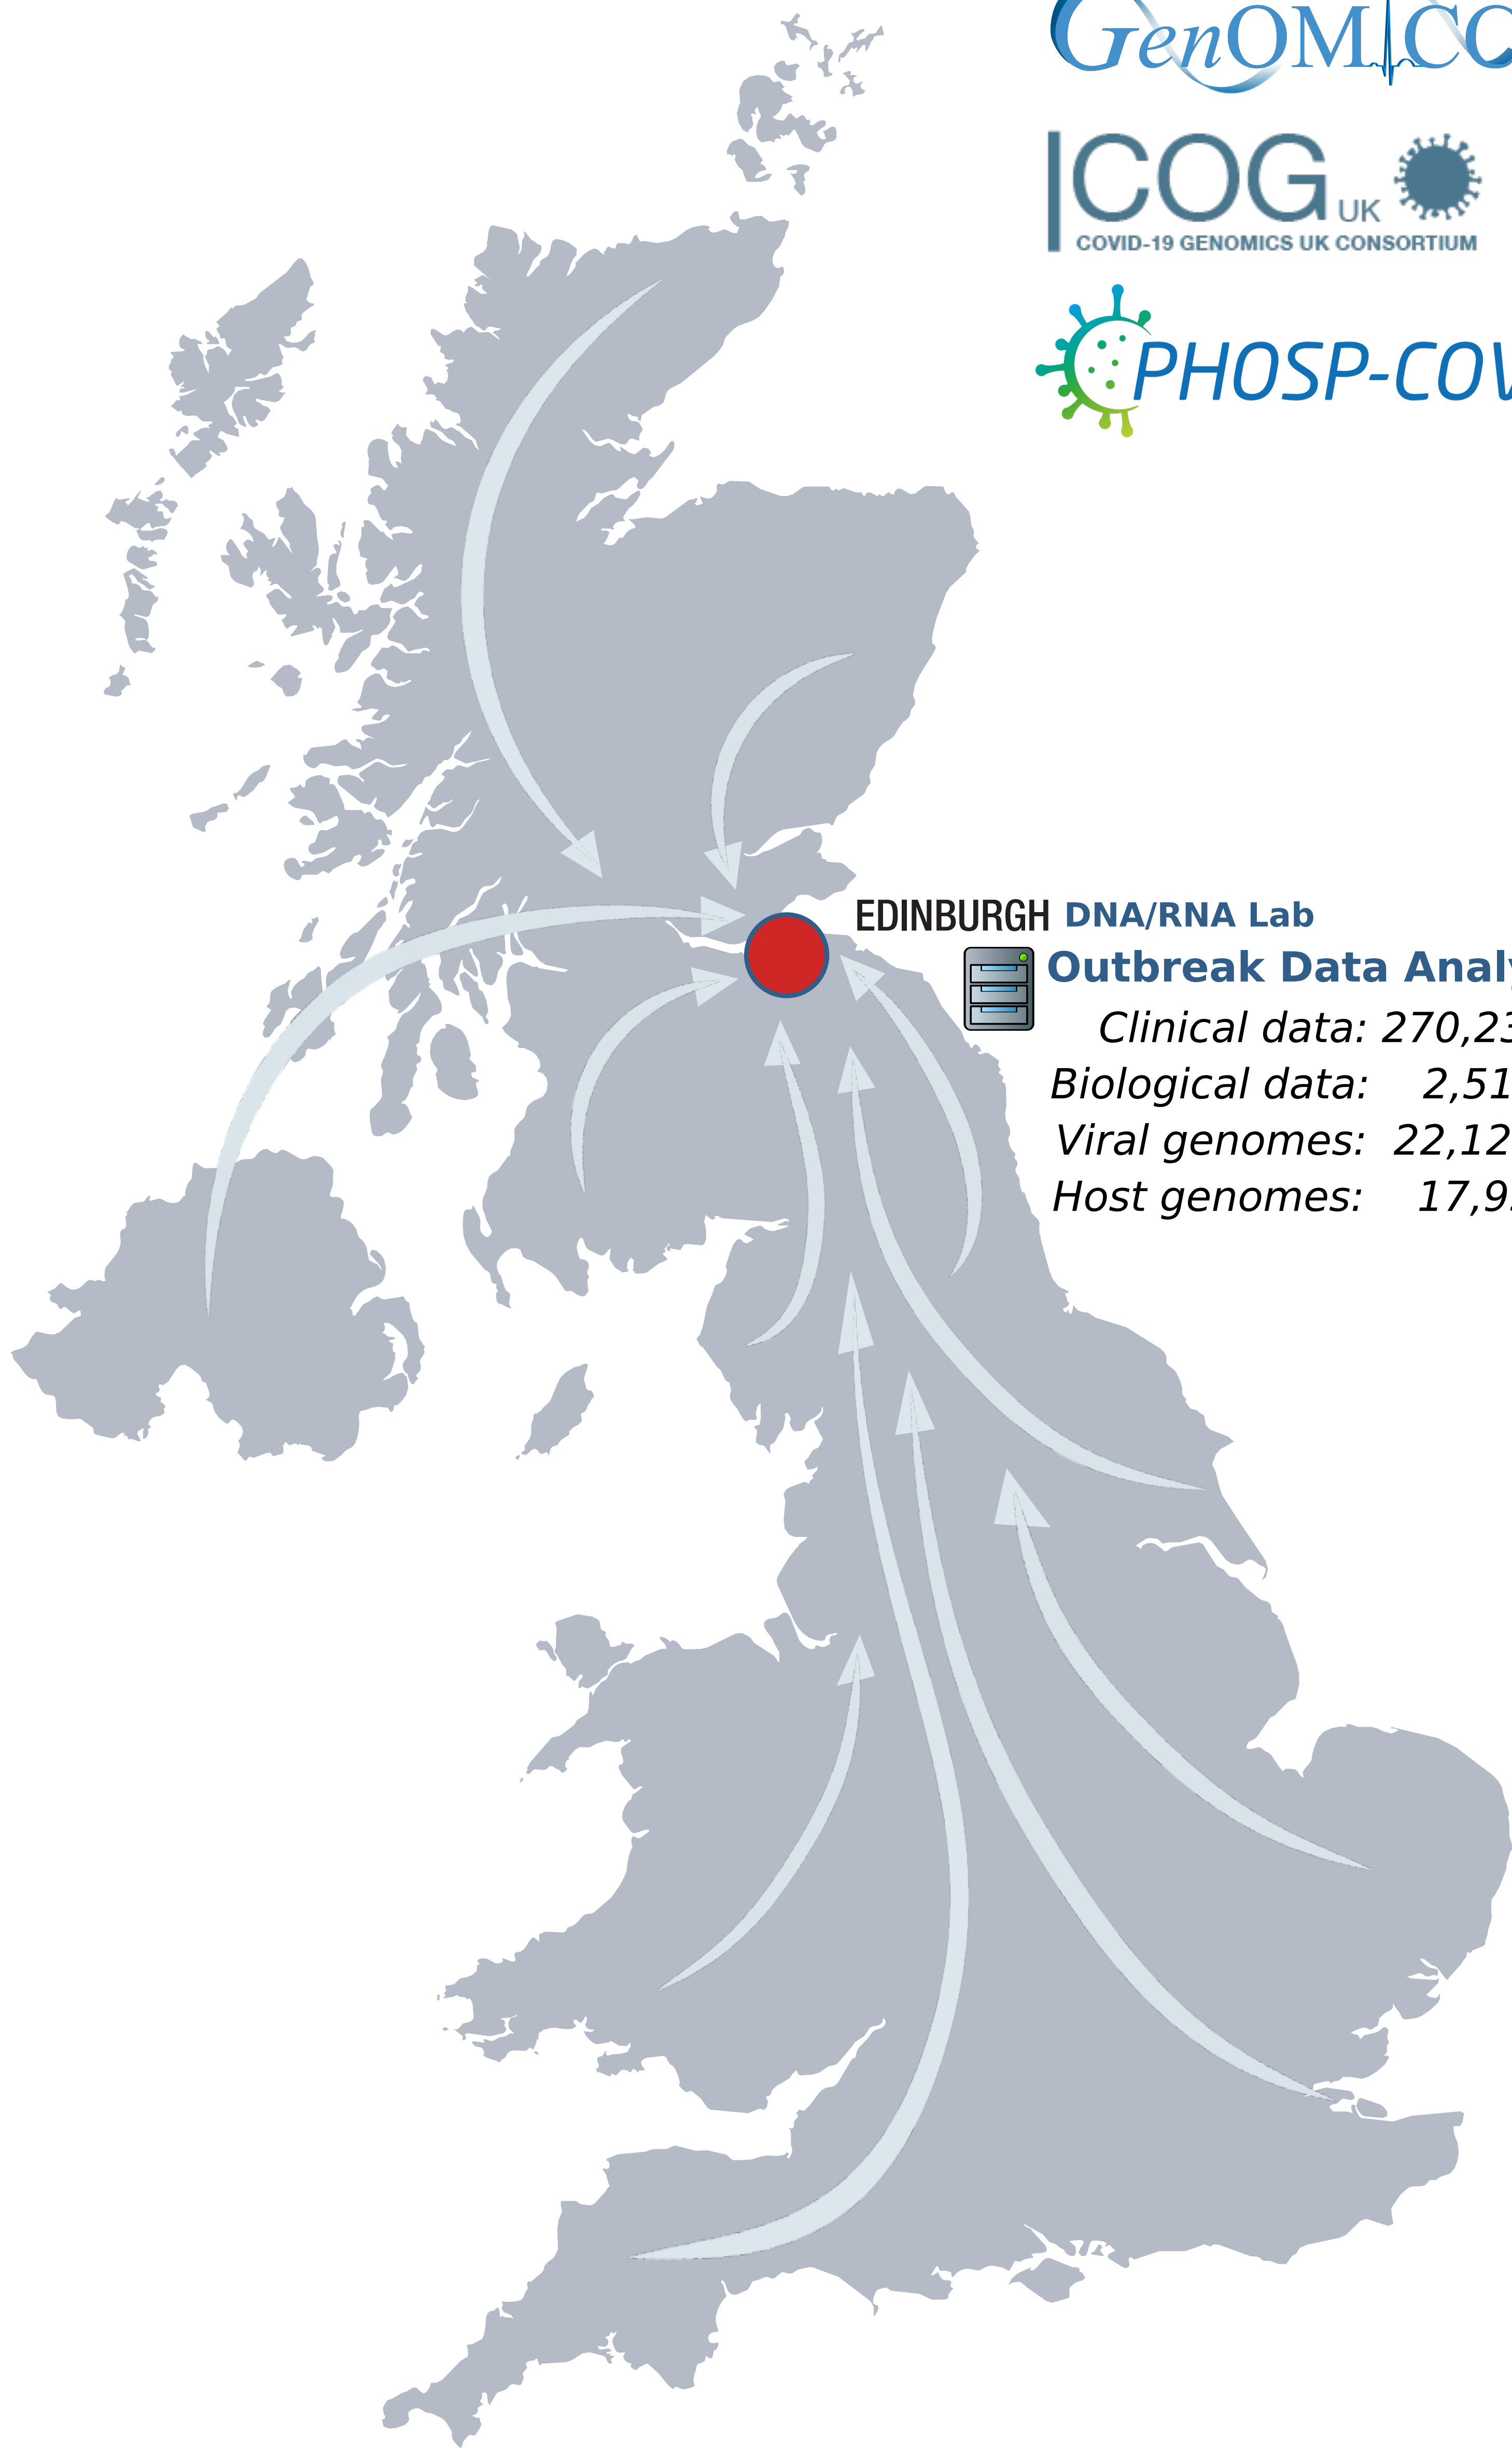 GenOMICC
COG UK
COVID-19 GENOMICS UK CONSORTIUM
PHOSP-COV
EDINBURGH DNA/RNA Lab
Outbreak Data Analy
Clinical data: 270,23
Biological data: 2,51
Viral genomes: 22,12
Host genomes: 17,9